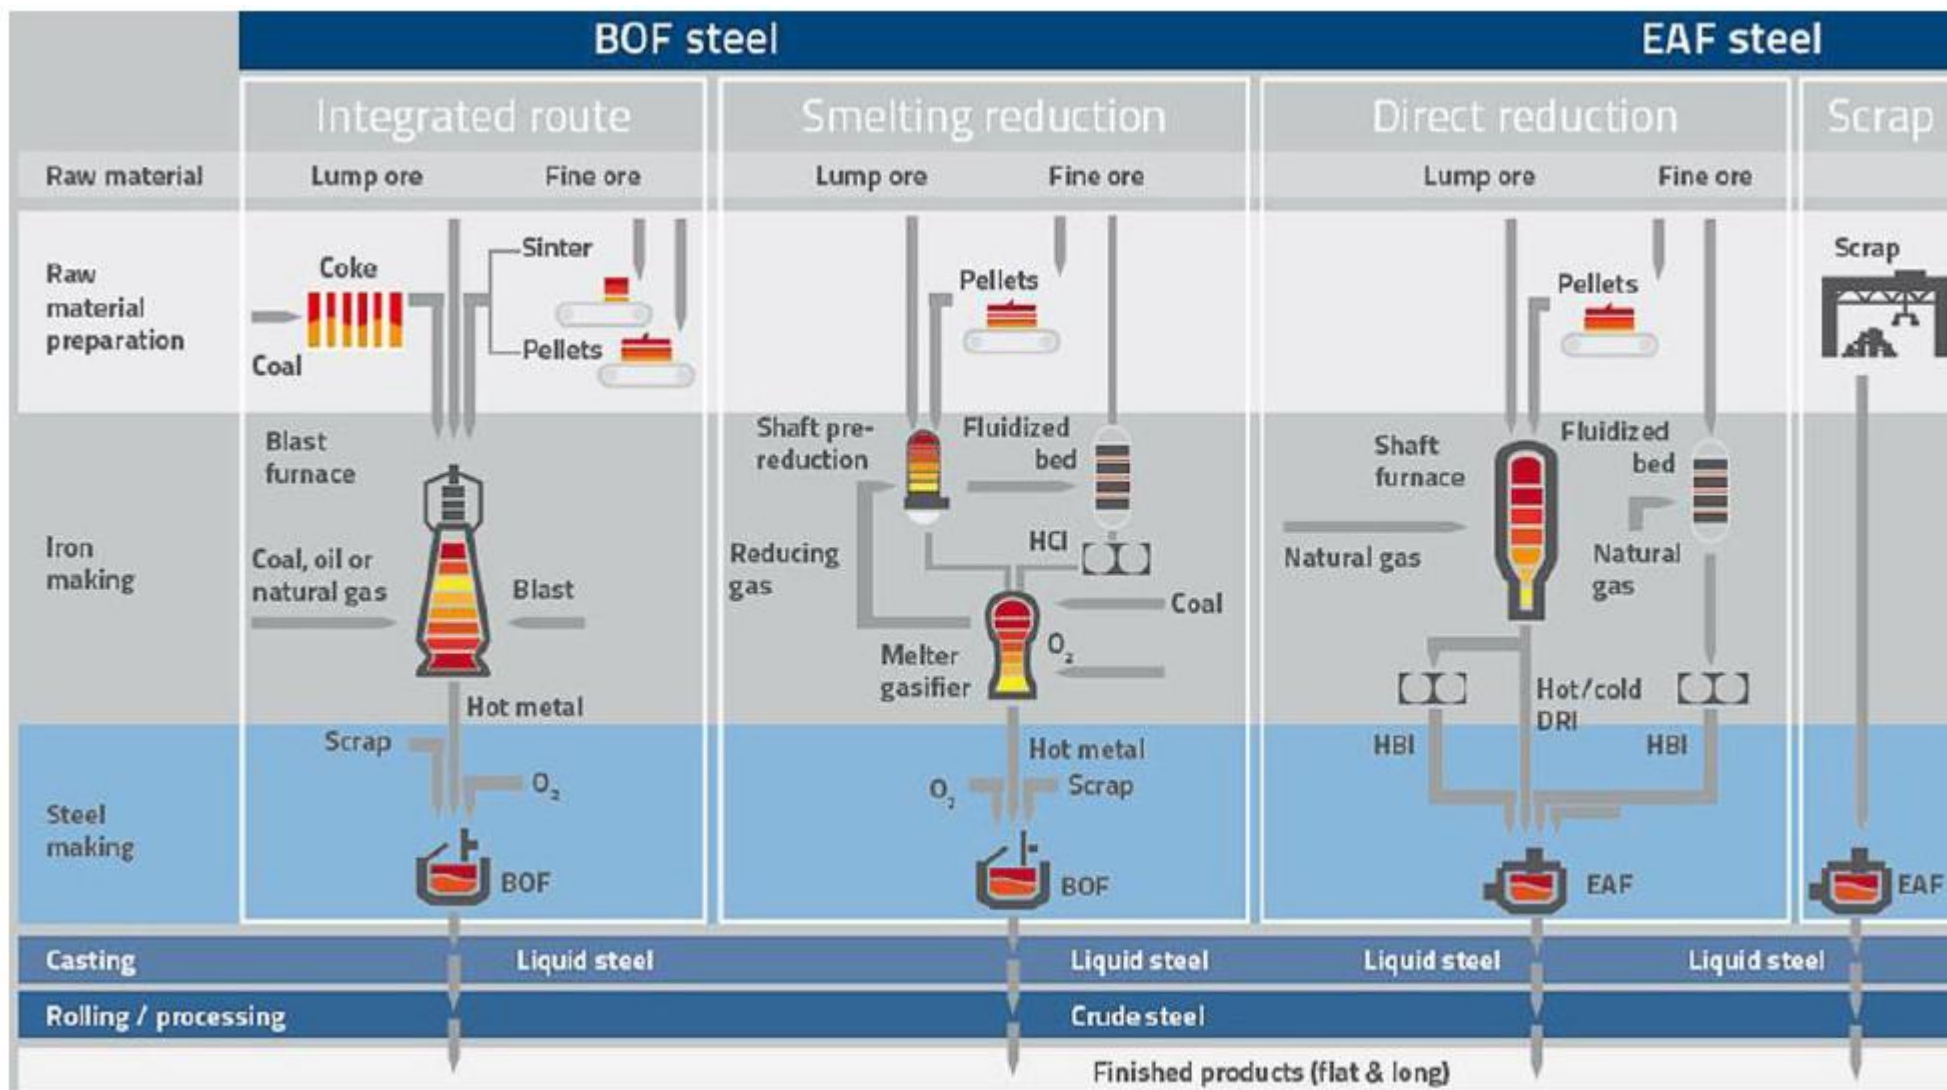 BOF steel
EAF steel
Integrated route
Smelting reduction
Direct reduction
Scrap
Raw material
Lump ore
Fine ore
Lump ore
Fine ore
Lump ore
Fine ore
Raw
material
preparation
Coke
Coal
Sinter
Pellets
Pellets
Pellets
Scrap
Iron
making
Blast
furnace
Coal, oil or
natural gas
Blast
Hot metal
Shaft pre-
reduction
Fluidized
bed
Reducing
gas
HCI
Coal
O₂
Melter
gasifier
Shaft
furnace
Natural gas
Fluidized
bed
Natural
gas
Hot/cold
DRI
HBI
HBI
Steel
making
Scrap
O₂
BOF
Hot metal
O₂
Scrap
BOF
EAF
EAF
Casting
Liquid steel
Liquid steel
Liquid steel
Liquid steel
Rolling / processing
Crude steel
Finished products (flat & long)